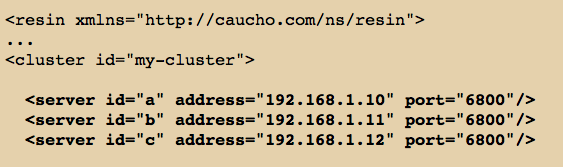 <resin xmlns="http://caucho.com/ns/resin">
...
<cluster id="my-cluster">
<server id="a" address="192.168.1.10" port="6800"/>
<server id="b" address="192.168.1.11" port="6800"/>
<server id="c" address="192.168.1.12" port="6800"/>